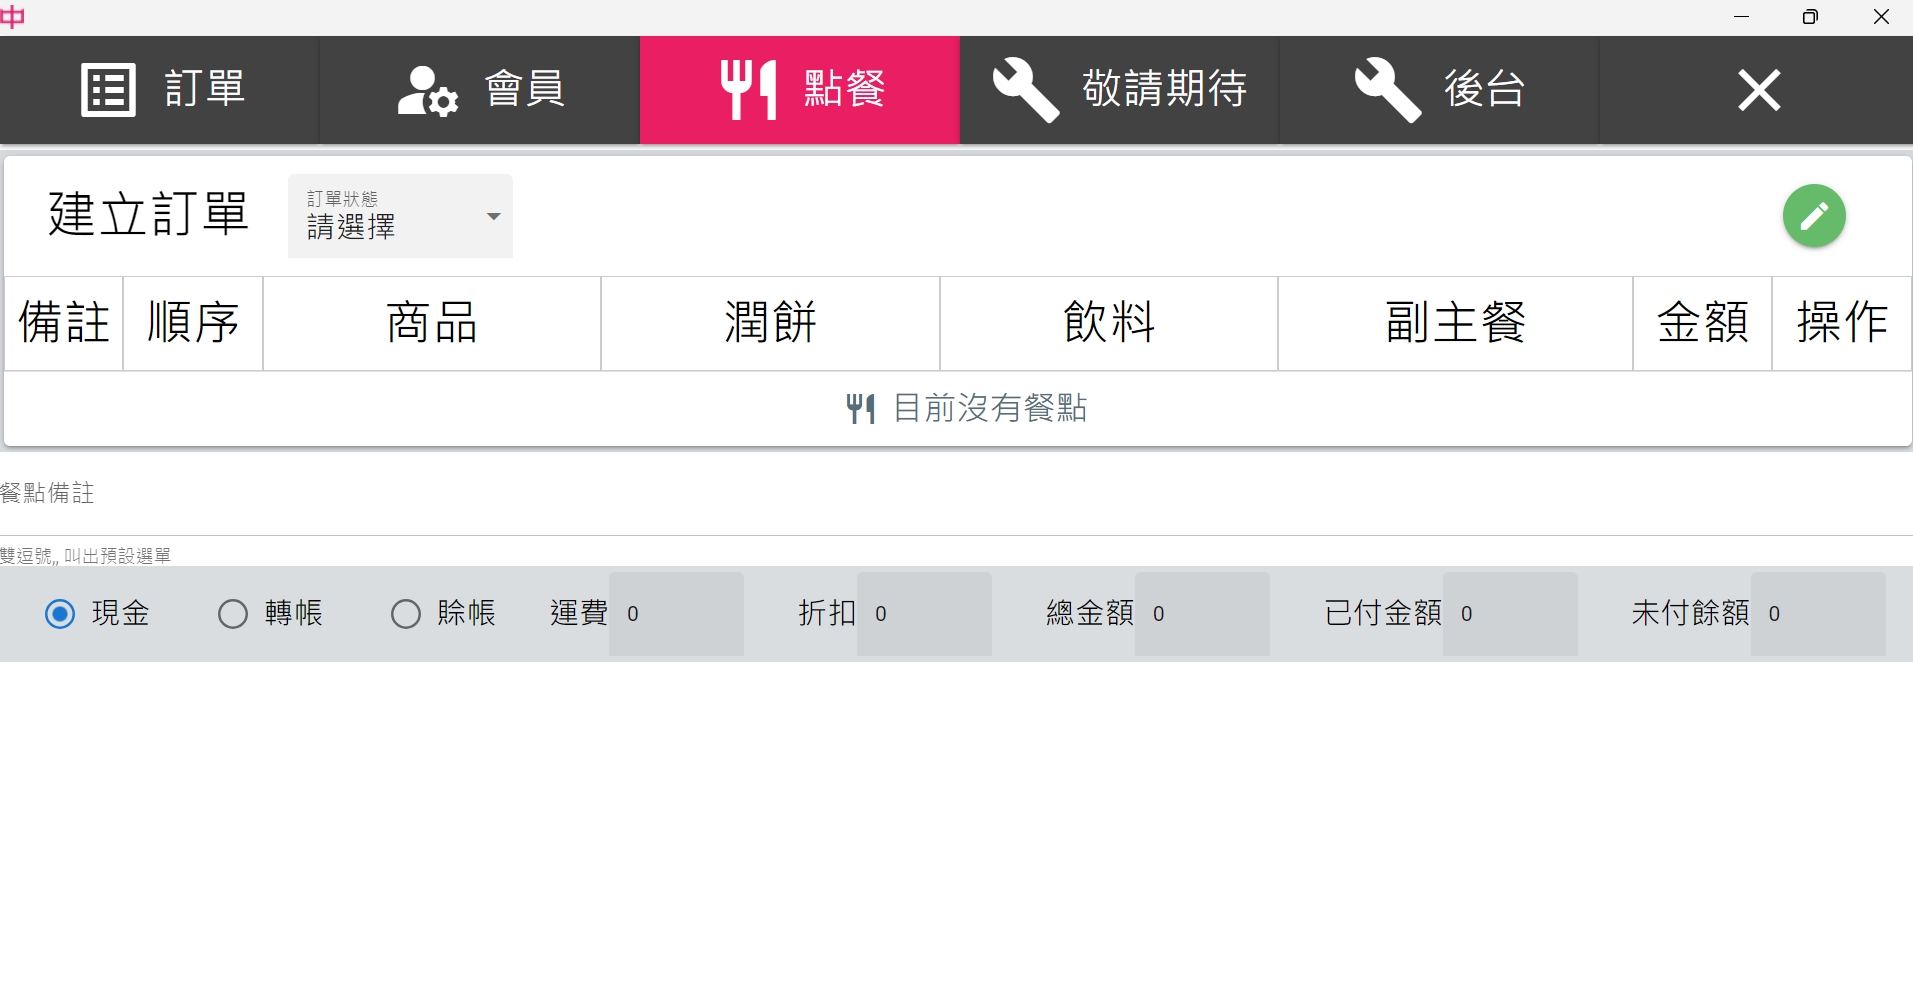 中
訂單 會員 點餐 敬請期待 後台
建立訂單 訂單狀態 請選擇
備註 順序 商品 潤餅 飲料 副主餐 金額 操作
目前沒有餐點
餐點備註
雙逗號,, 叫出預設選單
現金 轉帳 賒帳 運費 0 折扣 0 總金額 0 已付金額 0 未付餘額 0